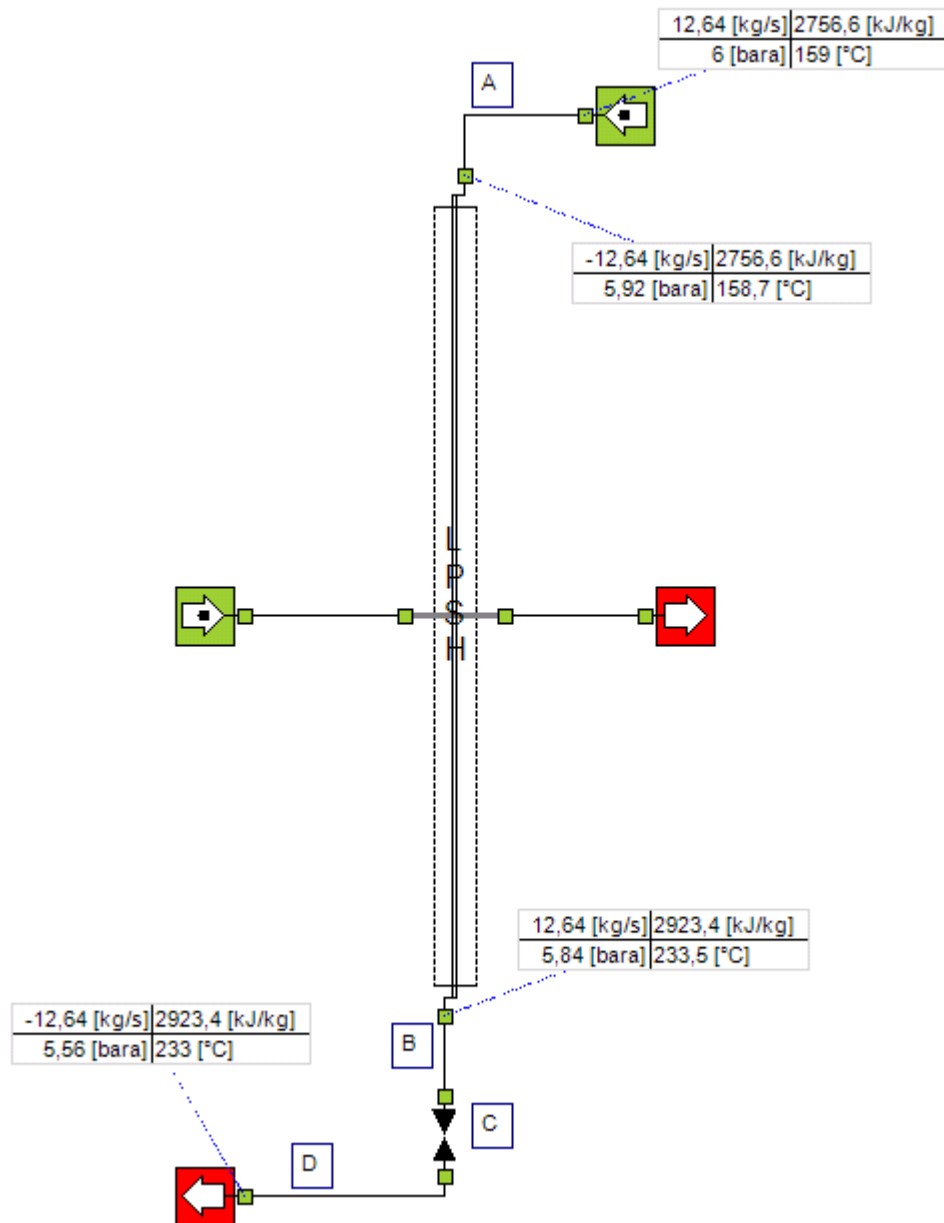 12,64 [kg/s] 2756,6 [kJ/kg]
6 [bara] 159 [°C]
A
-12,64 [kg/s] 2756,6 [kJ/kg]
5,92 [bara] 158,7 [°C]
L
P
S
H
12,64 [kg/s] 2923,4 [kJ/kg]
5,84 [bara] 233,5 [°C]
-12,64 [kg/s] 2923,4 [kJ/kg]
5,56 [bara] 233 [°C]
B
C
D